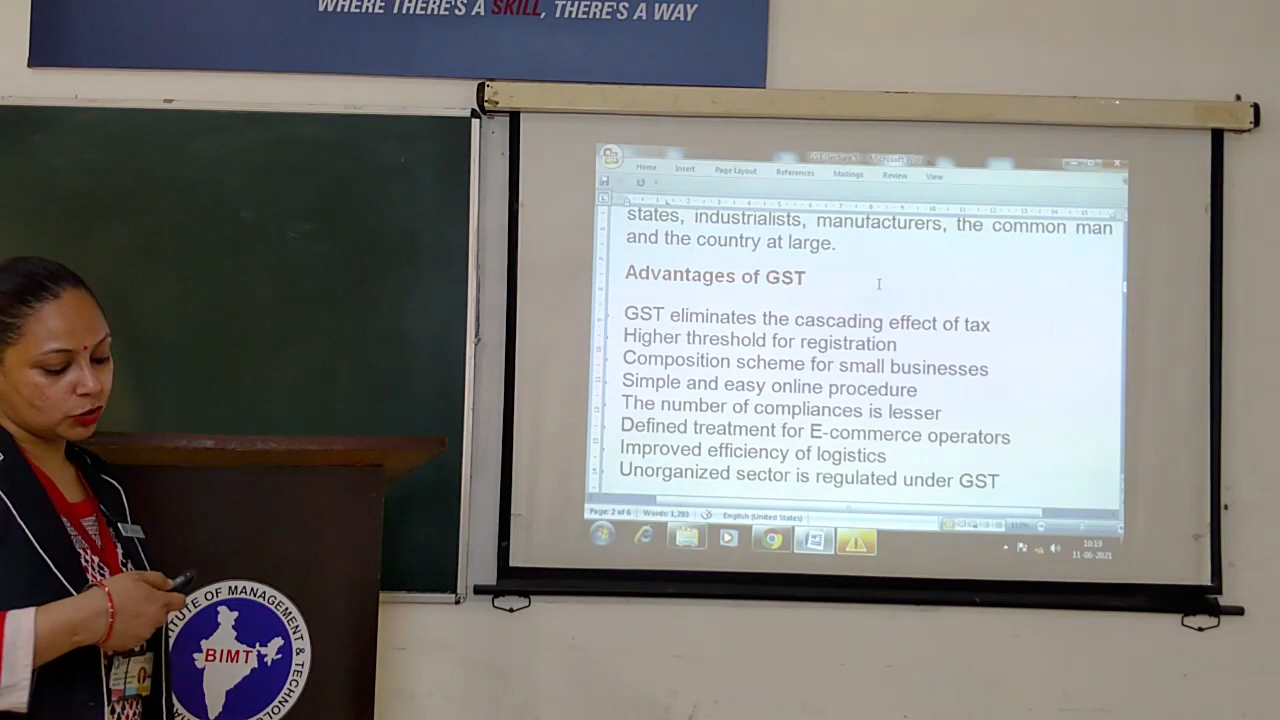 WHERE THERE'S A SKILL, THERE'S A WAY
Home Insert Page Layout References Mailings Review View
states, industrialists, manufacturers, the common man
and the country at large.
Advantages of GST
GST eliminates the cascading effect of tax
Higher threshold for registration
Composition scheme for small businesses
Simple and easy online procedure
The number of compliances is lesser
Defined treatment for E-commerce operators
Improved efficiency of logistics
Unorganized sector is regulated under GST
Page: 2 of 6 Words: 1,293 English (United States)
10:19
11-06-2021
OF MANAGEMENT & TECHNOLOGY
BIMT